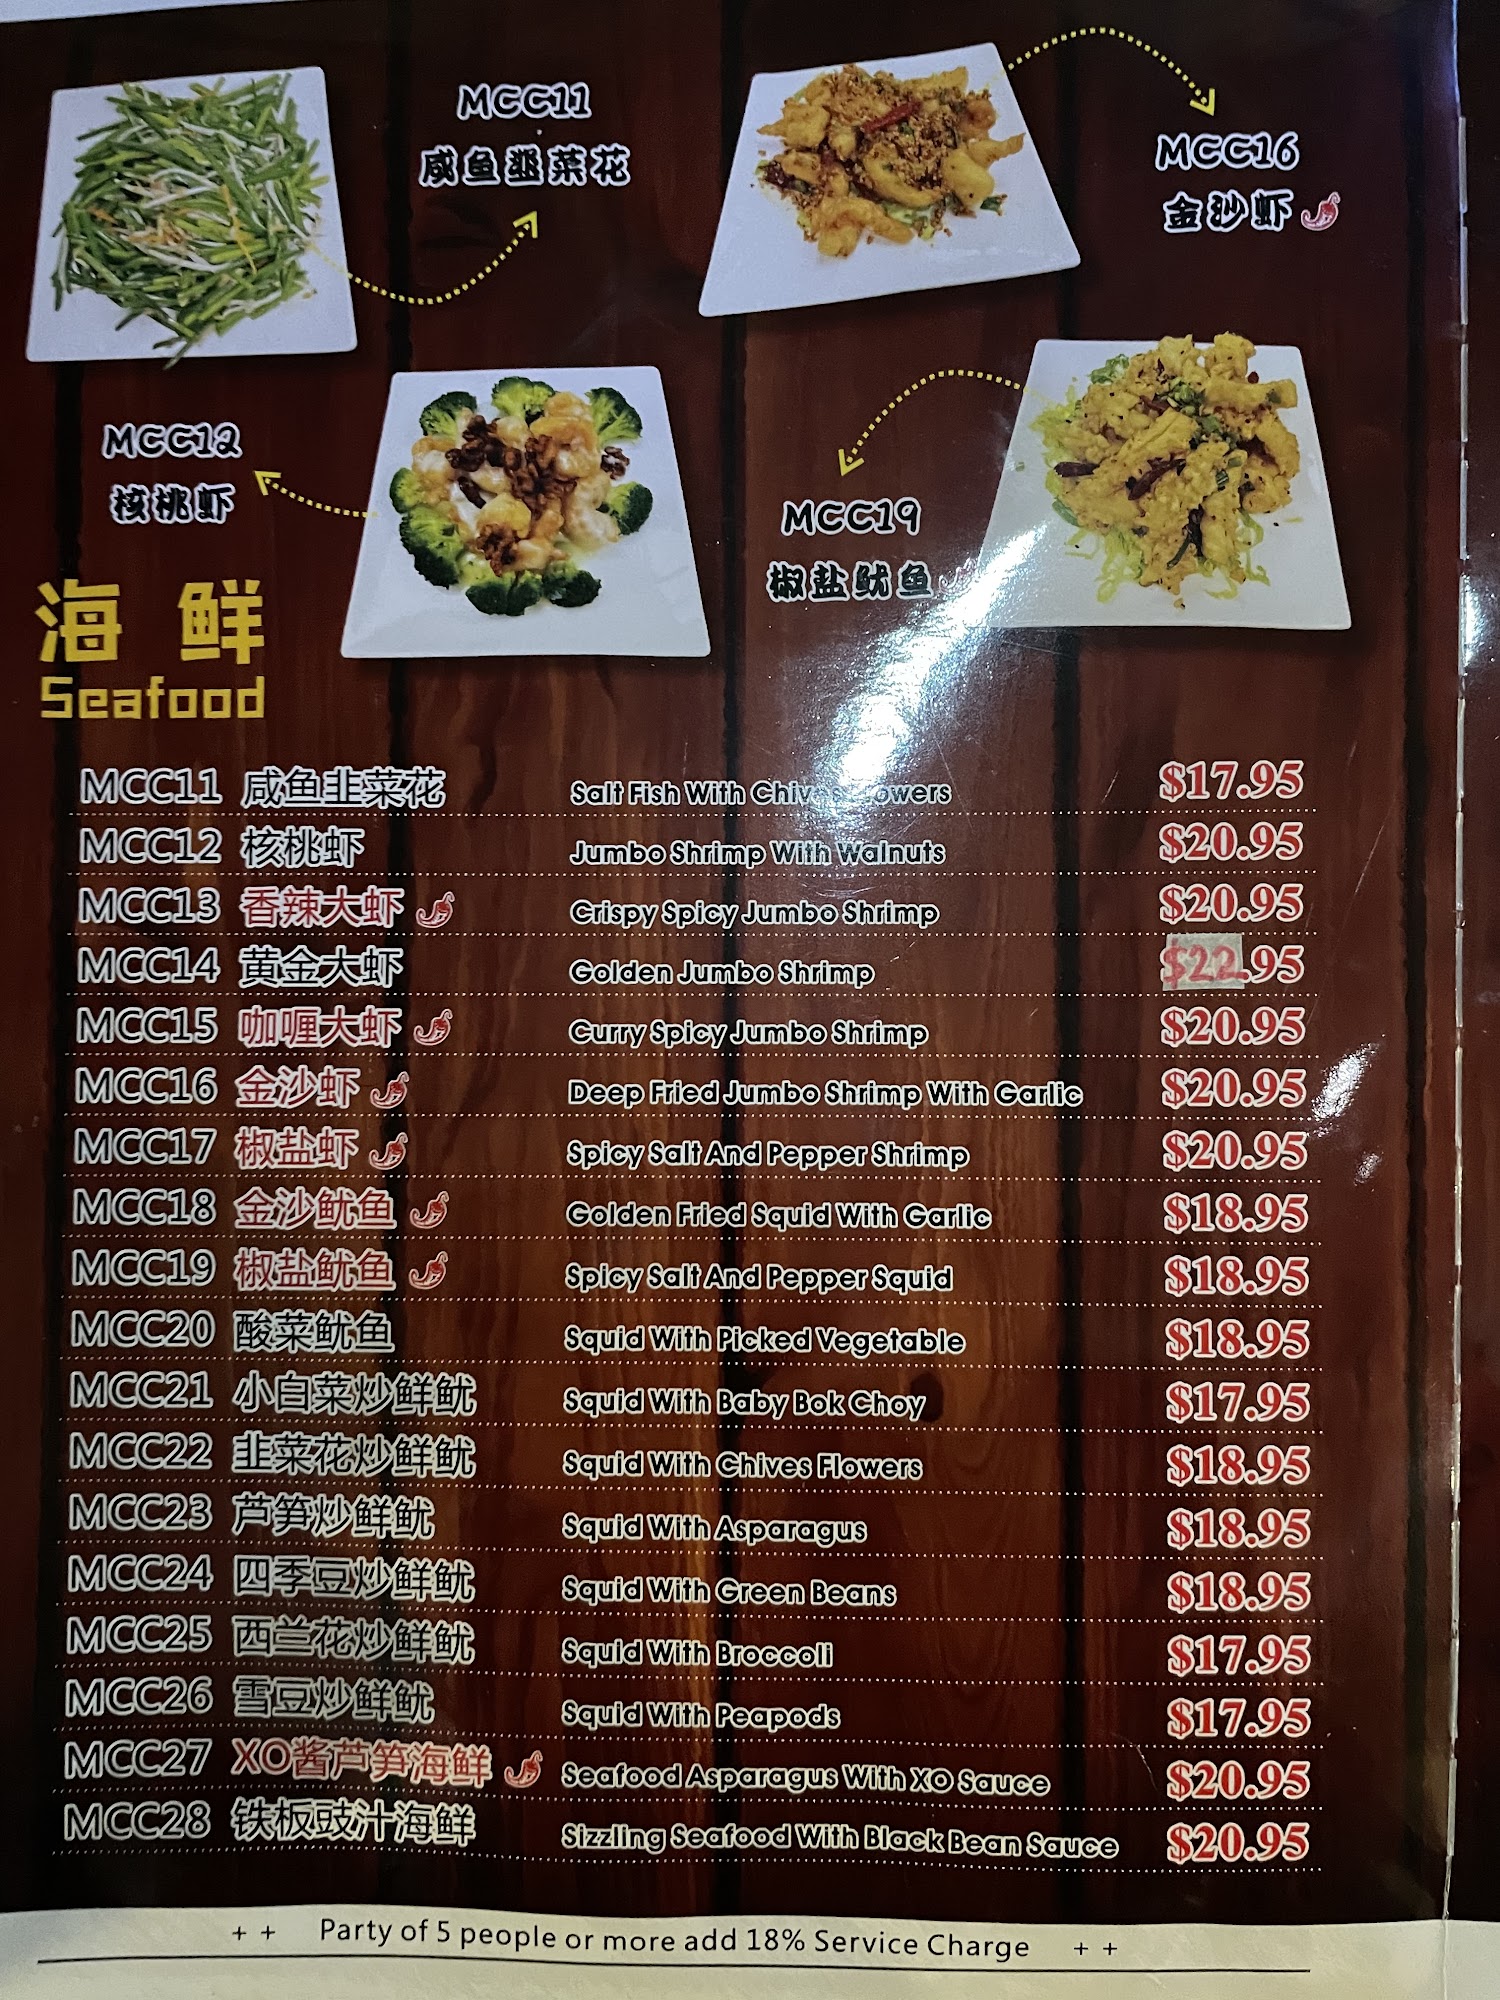 MCC11
咸鱼韭菜花
MCC16
金沙虾
MCC12
核桃虾
MCC19
椒盐鱿鱼
海 鲜
Seafood
MCC11 咸鱼韭菜花 Salt Fish With Chives Flowers $17.95
MCC12 核桃虾 Jumbo Shrimp With Walnuts $20.95
MCC13 香辣大虾 Crispy Spicy Jumbo Shrimp $20.95
MCC14 黄金大虾 Golden Jumbo Shrimp $22.95
MCC15 咖喱大虾 Curry Spicy Jumbo Shrimp $20.95
MCC16 金沙虾 Deep Fried Jumbo Shrimp With Garlic $20.95
MCC17 椒盐虾 Spicy Salt And Pepper Shrimp $20.95
MCC18 金沙鱿鱼 Golden Fried Squid With Garlic $18.95
MCC19 椒盐鱿鱼 Spicy Salt And Pepper Squid $18.95
MCC20 酸菜鱿鱼 Squid With Picked Vegetable $18.95
MCC21 小白菜炒鲜鱿 Squid With Baby Bok Choy $17.95
MCC22 韭菜花炒鲜鱿 Squid With Chives Flowers $18.95
MCC23 芦笋炒鲜鱿 Squid With Asparagus $18.95
MCC24 四季豆炒鲜鱿 Squid With Green Beans $18.95
MCC25 西兰花炒鲜鱿 Squid With Broccoli $17.95
MCC26 雪豆炒鲜鱿 Squid With Peapods $17.95
MCC27 XO酱芦笋海鲜 Seafood Asparagus With XO Sauce $20.95
MCC28 铁板豉汁海鲜 Sizzling Seafood With Black Bean Sauce $20.95
+ + Party of 5 people or more add 18% Service Charge + +